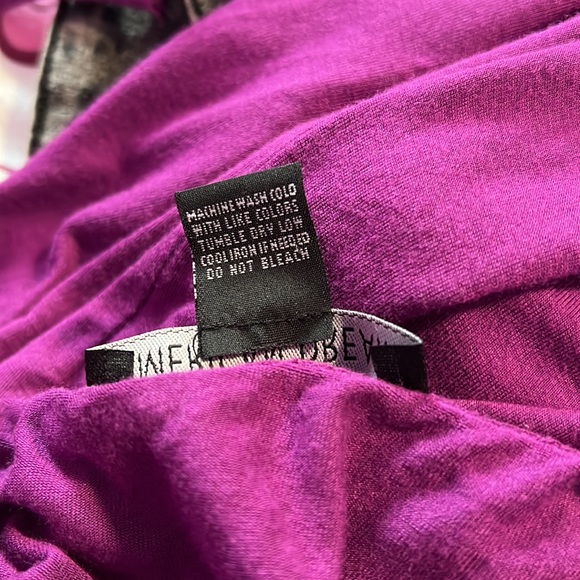 MACHINE WASH COLD
WITH LIKE COLORS
TUMBLE DRY LOW
COOL IRON IF NEEDED
DO NOT BLEACH